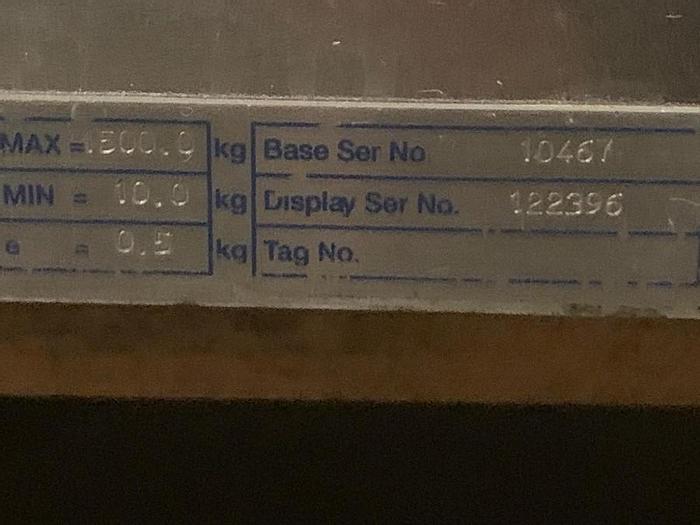 MAX = 1500.0 kg Base Ser No 10467
MIN = 10.0 kg Display Ser No. 122396
e = 0.5 kg Tag No.